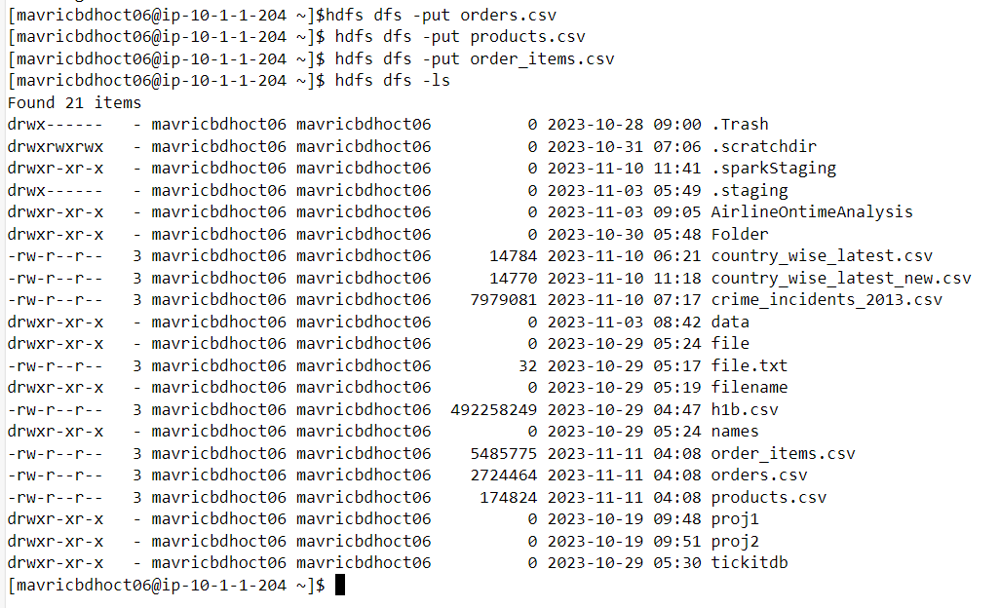 [mavricbdhoct06@ip-10-1-1-204 ~]$hdfs dfs -put orders.csv
[mavricbdhoct06@ip-10-1-1-204 ~]$ hdfs dfs -put products.csv
[mavricbdhoct06@ip-10-1-1-204 ~]$ hdfs dfs -put order_items.csv
[mavricbdhoct06@ip-10-1-1-204 ~]$ hdfs dfs -ls
Found 21 items
drwx------   - mavricbdhoct06 mavricbdhoct06          0 2023-10-28 09:00 .Trash
drwxrwxrwx   - mavricbdhoct06 mavricbdhoct06          0 2023-10-31 07:06 .scratchdir
drwxr-xr-x   - mavricbdhoct06 mavricbdhoct06          0 2023-11-10 11:41 .sparkStaging
drwx------   - mavricbdhoct06 mavricbdhoct06          0 2023-11-03 05:49 .staging
drwxr-xr-x   - mavricbdhoct06 mavricbdhoct06          0 2023-11-03 09:05 AirlineOntimeAnalysis
drwxr-xr-x   - mavricbdhoct06 mavricbdhoct06          0 2023-10-30 05:48 Folder
-rw-r--r--   3 mavricbdhoct06 mavricbdhoct06      14784 2023-11-10 06:21 country_wise_latest.csv
-rw-r--r--   3 mavricbdhoct06 mavricbdhoct06      14770 2023-11-10 11:18 country_wise_latest_new.csv
-rw-r--r--   3 mavricbdhoct06 mavricbdhoct06    7979081 2023-11-10 07:17 crime_incidents_2013.csv
drwxr-xr-x   - mavricbdhoct06 mavricbdhoct06          0 2023-11-03 08:42 data
drwxr-xr-x   - mavricbdhoct06 mavricbdhoct06          0 2023-10-29 05:24 file
-rw-r--r--   3 mavricbdhoct06 mavricbdhoct06         32 2023-10-29 05:17 file.txt
drwxr-xr-x   - mavricbdhoct06 mavricbdhoct06          0 2023-10-29 05:19 filename
-rw-r--r--   3 mavricbdhoct06 mavricbdhoct06  492258249 2023-10-29 04:47 h1b.csv
drwxr-xr-x   - mavricbdhoct06 mavricbdhoct06          0 2023-10-29 05:24 names
-rw-r--r--   3 mavricbdhoct06 mavricbdhoct06    5485775 2023-11-11 04:08 order_items.csv
-rw-r--r--   3 mavricbdhoct06 mavricbdhoct06    2724464 2023-11-11 04:08 orders.csv
-rw-r--r--   3 mavricbdhoct06 mavricbdhoct06     174824 2023-11-11 04:08 products.csv
drwxr-xr-x   - mavricbdhoct06 mavricbdhoct06          0 2023-10-19 09:48 proj1
drwxr-xr-x   - mavricbdhoct06 mavricbdhoct06          0 2023-10-19 09:51 proj2
drwxr-xr-x   - mavricbdhoct06 mavricbdhoct06          0 2023-10-29 05:30 tickitdb
[mavricbdhoct06@ip-10-1-1-204 ~]$